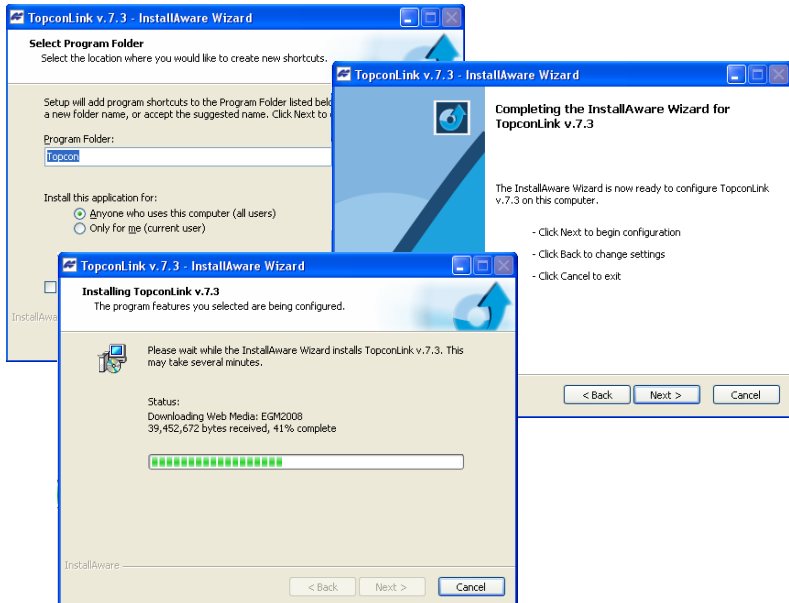 TopconLink v.7.3 - InstallAware Wizard
Select Program Folder
Select the location where you would like to create new shortcuts.
Setup will add program shortcuts to the Program Folder listed
a new folder name, or accept the suggested name. Click Next to
Program Folder:
Topcon
Install this application for:
Anyone who uses this computer (all users)
Only for me (current user)
TopconLink v.7.3 - InstallAware Wizard
Completing the InstallAware Wizard for
TopconLink v.7.3
The InstallAware Wizard is now ready to configure TopconLink
v.7.3 on this computer.
- Click Next to begin configuration
- Click Back to change settings
- Click Cancel to exit
< Back Next > Cancel
TopconLink v.7.3 - InstallAware Wizard
Installing TopconLink v.7.3
The program features you selected are being configured.
Please wait while the InstallAware Wizard installs TopconLink v.7.3. This
may take several minutes.
Status:
Downloading Web Media: EGM2008
39,452,672 bytes received, 41% complete
InstallAware
< Back Next > Cancel